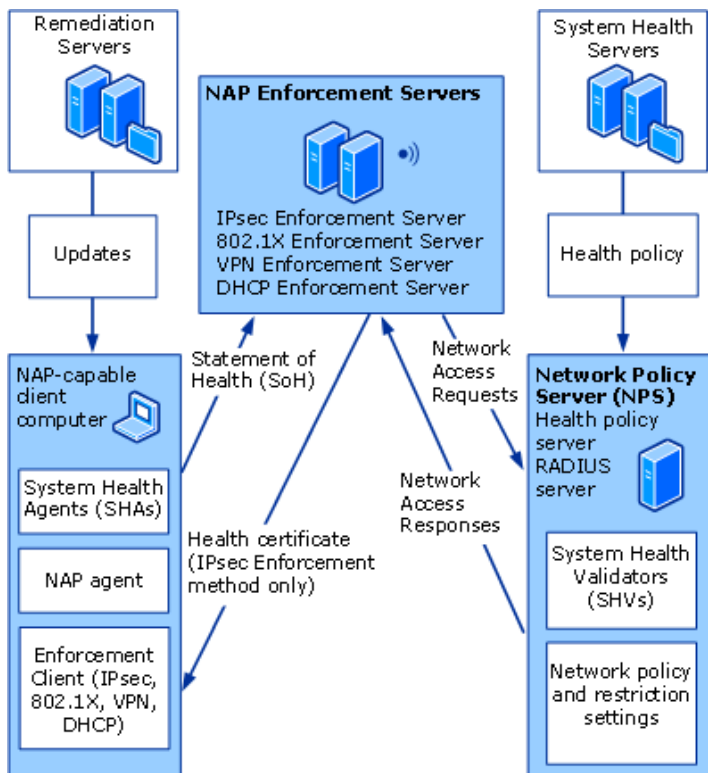 Remediation
Servers
System Health
Servers
NAP Enforcement Servers
IPsec Enforcement Server
802.1X Enforcement Server
VPN Enforcement Server
DHCP Enforcement Server
Updates
Health policy
Statement of
Health (SoH)
Network
Access
Requests
NAP-capable
client
computer
System Health
Agents (SHAs)
NAP agent
Enforcement
Client (IPsec,
802.1X, VPN,
DHCP)
Health certificate
(IPsec Enforcement
method only)
Network
Access
Responses
Network Policy
Server (NPS)
Health policy
server
RADIUS
server
System Health
Validators
(SHVs)
Network policy
and restriction
settings